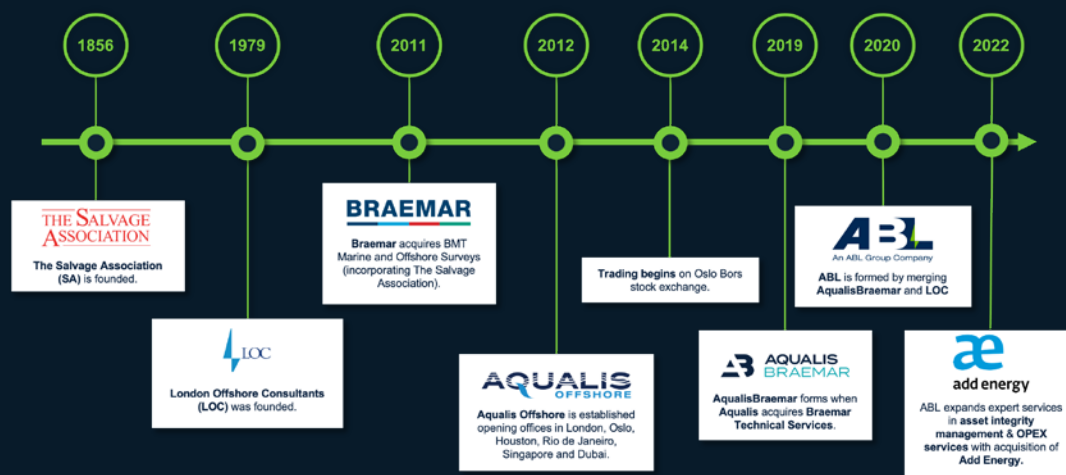 1856
1979
2011
2012
2014
2019
2020
2022
THE SALVAGE
ASSOCIATION
The Salvage Association
(SA) is founded.
LOC
London Offshore Consultants
(LOC) was founded.
BRAEMAR
Braemar acquires BMT
Marine and Offshore Surveys
(incorporating The Salvage
Association).
AQUALIS
OFFSHORE
Aqualis Offshore is established
opening offices in London, Oslo,
Houston, Rio de Janeiro,
Singapore and Dubai.
Trading begins on Oslo Bors
stock exchange.
AB AQUALIS
BRAEMAR
AqualisBraemar forms when
Aqualis acquires Braemar
Technical Services.
ABL
An ABL Group Company
ABL is formed by merging
AqualisBraemar and LOC
æ
add energy
ABL expands expert services
in asset integrity
management & OPEX
services with acquisition of
Add Energy.